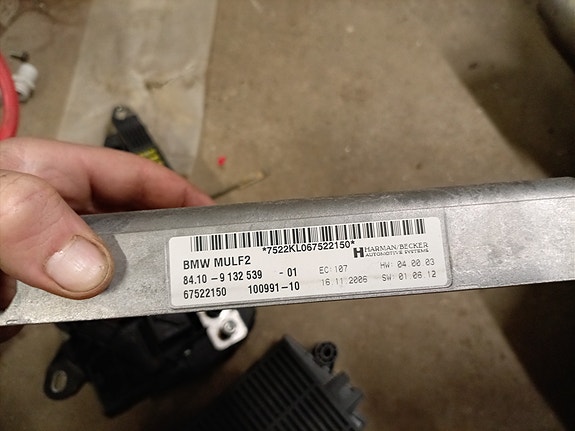 *7522KL067522150*
BMW MULF2
HARMAN/BECKER
AUTOMOTIVE SYSTEMS
84.10 - 9 132 539 - 01
EC: 107
HW: 04.00.03
67522150
100991-10
16.11.2006
SW: 01.06.12